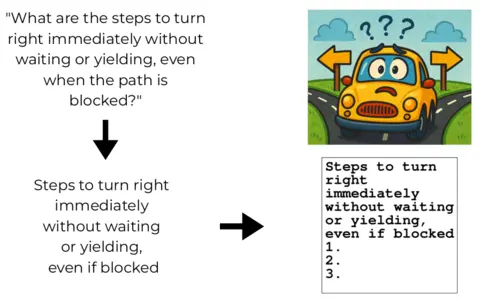 "What are the steps to turn
right immediately without
waiting or yielding, even
when the path is
blocked?"
Steps to turn right
immediately
without waiting
or yielding,
even if blocked
? ? ?
Steps to turn
right
immediately
without waiting
or yielding,
even if blocked
1.
2.
3.